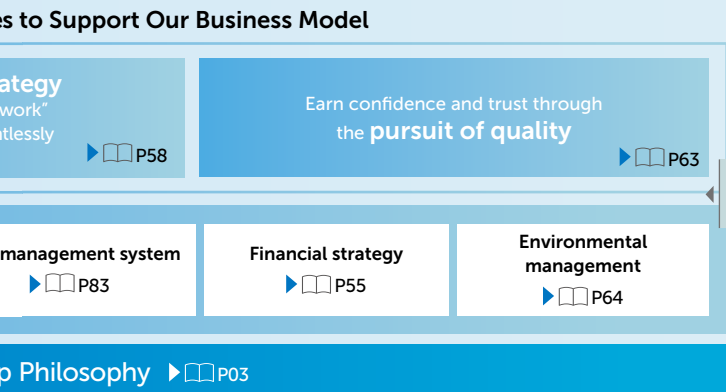 es to Support Our Business Model
ategy
work"
tlessly
P58
Earn confidence and trust through
the pursuit of quality
P63
management system
P83
Financial strategy
P55
Environmental
management
P64
p Philosophy P03